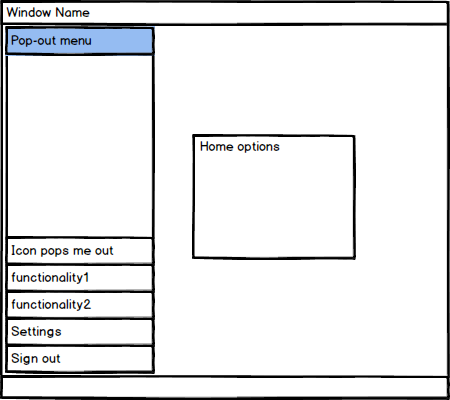 Window Name
Pop-out menu
Home options
Icon pops me out
functionality1
functionality2
Settings
Sign out